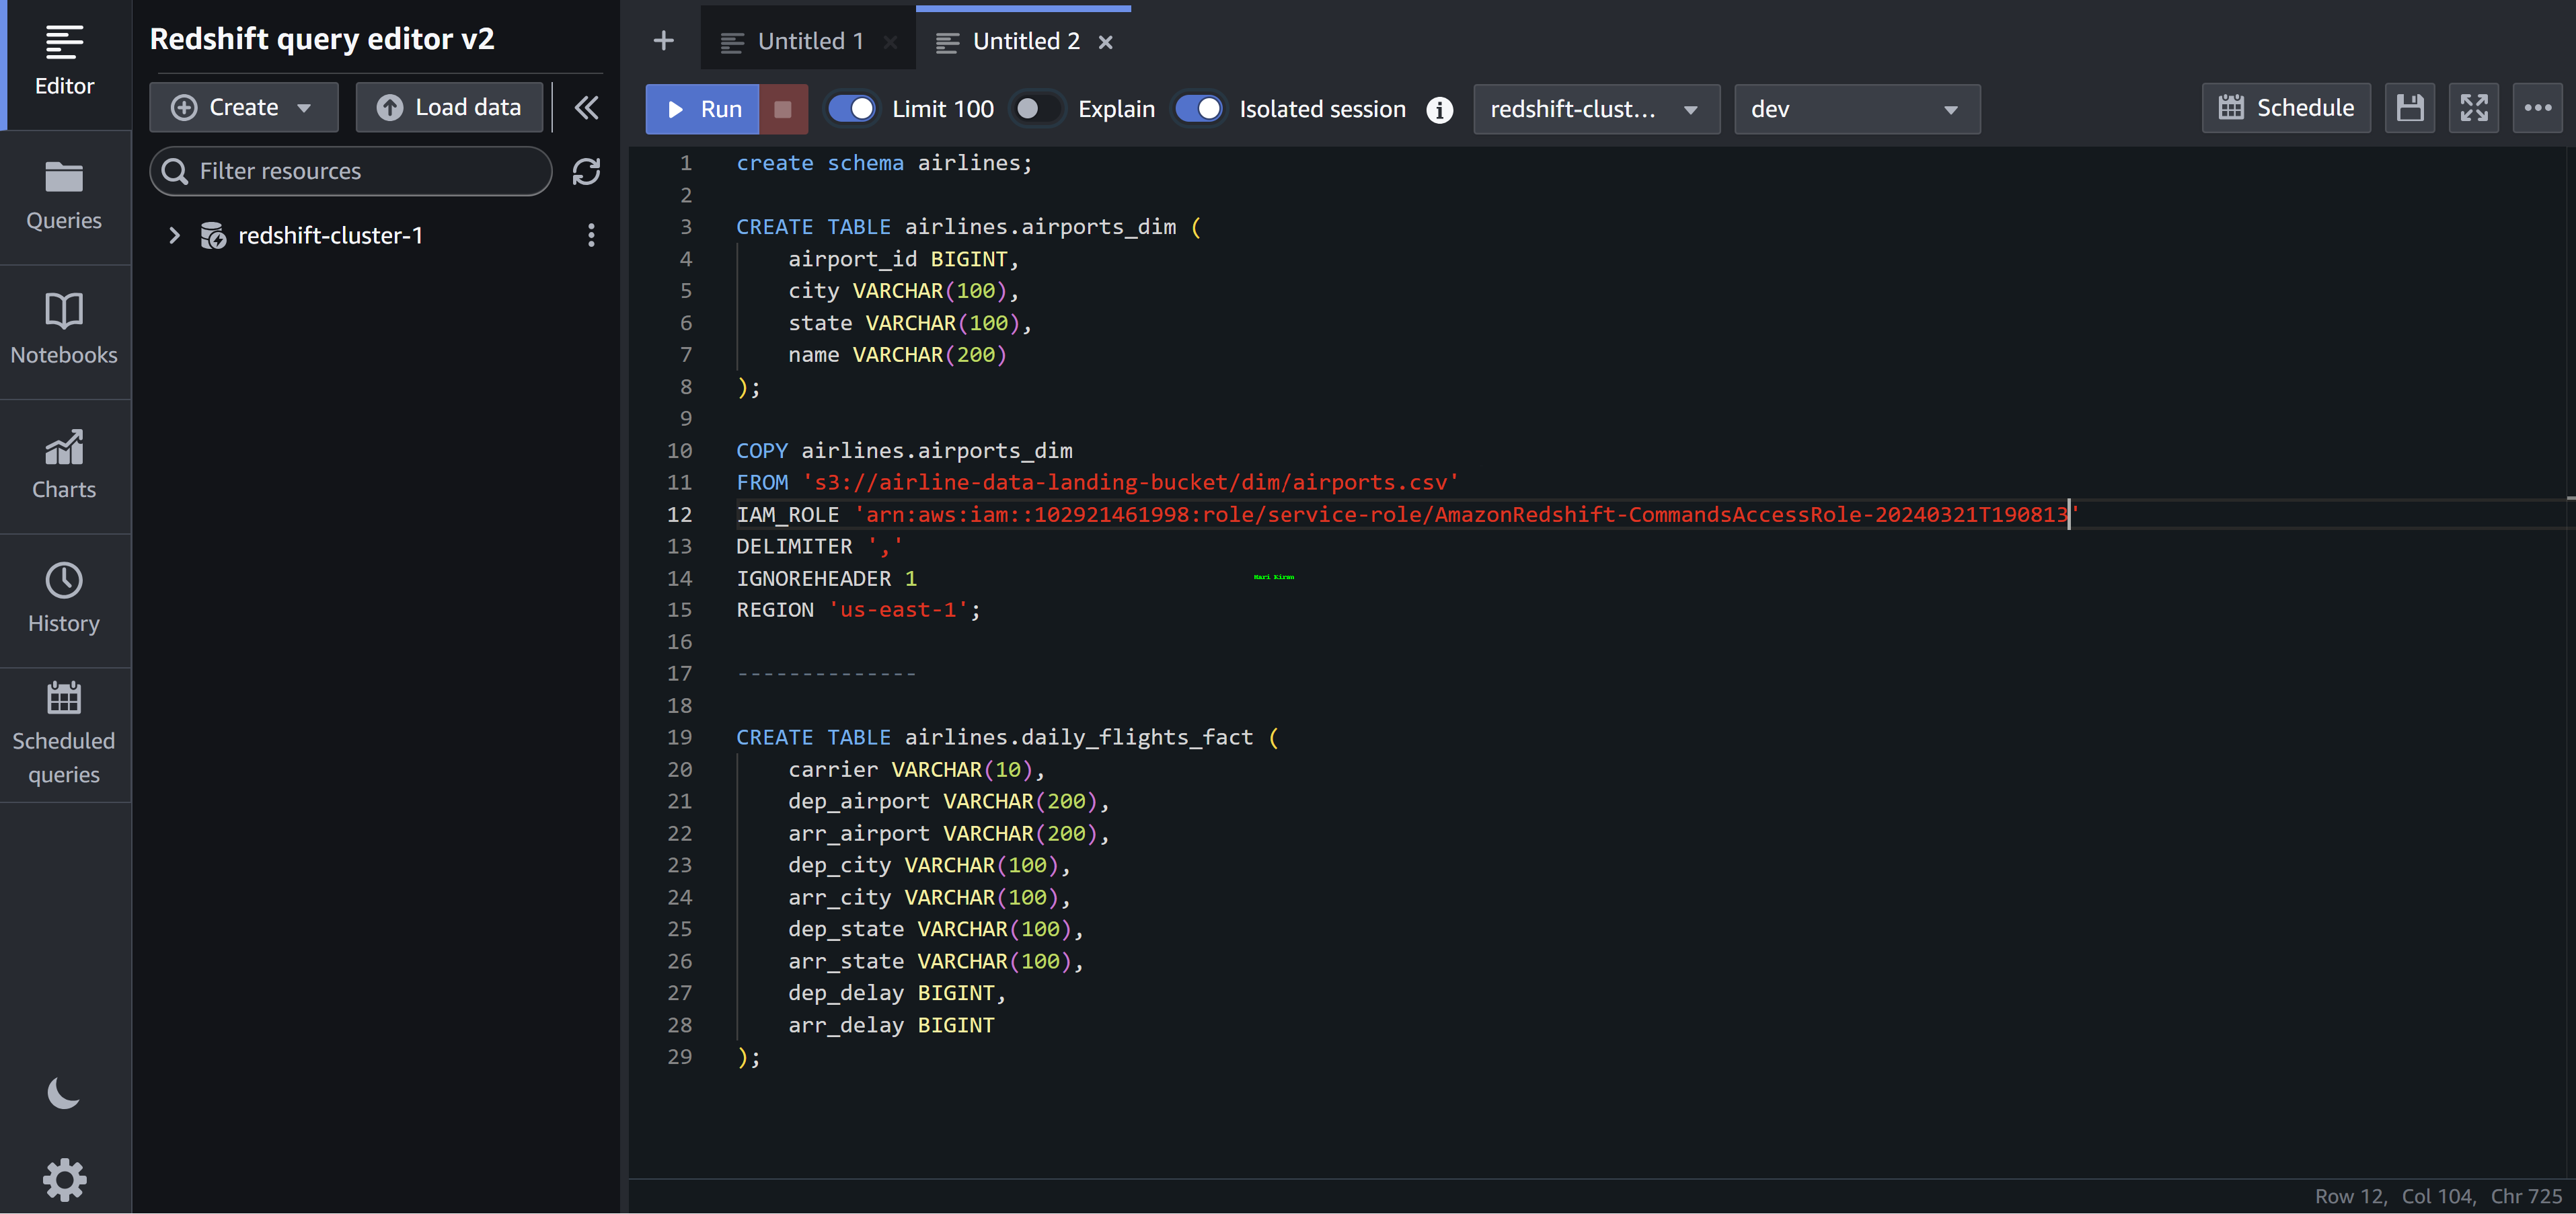 Editor
Queries
Notebooks
Charts
History
Scheduled
queries
Redshift query editor v2
Create
Load data
Filter resources
redshift-cluster-1
Untitled 1
Untitled 2
Run
Limit 100
Explain
Isolated session
redshift-clust...
dev
Schedule
1 create schema airlines;
2
3 CREATE TABLE airlines.airports_dim (
4 airport_id BIGINT,
5 city VARCHAR(100),
6 state VARCHAR(100),
7 name VARCHAR(200)
8 );
9
10 COPY airlines.airports_dim
11 FROM 's3://airline-data-landing-bucket/dim/airports.csv'
12 IAM_ROLE 'arn:aws:iam::102921461998:role/service-role/AmazonRedshift-CommandsAccessRole-20240321T190813'
13 DELIMITER ','
14 IGNOREHEADER 1
15 REGION 'us-east-1';
16
17 --------------
18
19 CREATE TABLE airlines.daily_flights_fact (
20 carrier VARCHAR(10),
21 dep_airport VARCHAR(200),
22 arr_airport VARCHAR(200),
23 dep_city VARCHAR(100),
24 arr_city VARCHAR(100),
25 dep_state VARCHAR(100),
26 arr_state VARCHAR(100),
27 dep_delay BIGINT,
28 arr_delay BIGINT
29 );
Row 12, Col 104, Chr 725